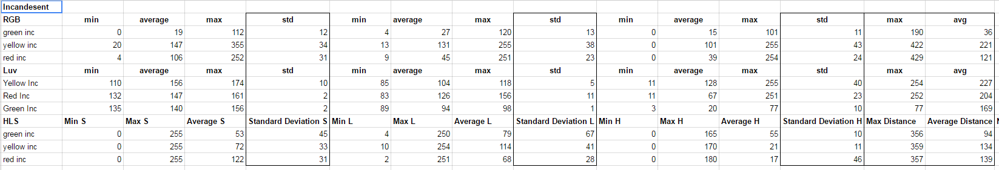 Incandesent
RGB min average max std min average max std min average max std max avg
green inc 0 19 112 12 4 27 120 13 0 15 101 11 190 36
yellow inc 20 147 355 34 13 131 255 38 0 101 255 43 422 221
red inc 4 106 252 31 9 45 251 23 0 39 254 24 429 121
Luv min average max std min average max std min average max std max avg
Yellow Inc 110 156 174 10 85 104 118 5 11 128 255 40 254 227
Red Inc 132 147 161 2 83 126 156 11 11 67 251 23 252 204
Green Inc 135 140 156 2 89 94 98 1 3 20 77 10 77 169
HLS Min S Max S Average S Standard Deviation S Min L Max L Average L Standard Deviation L Min H Max H Average H Standard Deviation H Max Distance Average Distance
green inc 0 255 53 45 4 250 79 67 0 165 55 10 356 94
yellow inc 0 255 72 33 10 254 114 41 0 170 21 11 359 134
red inc 0 255 122 31 2 251 68 28 0 180 17 46 357 139